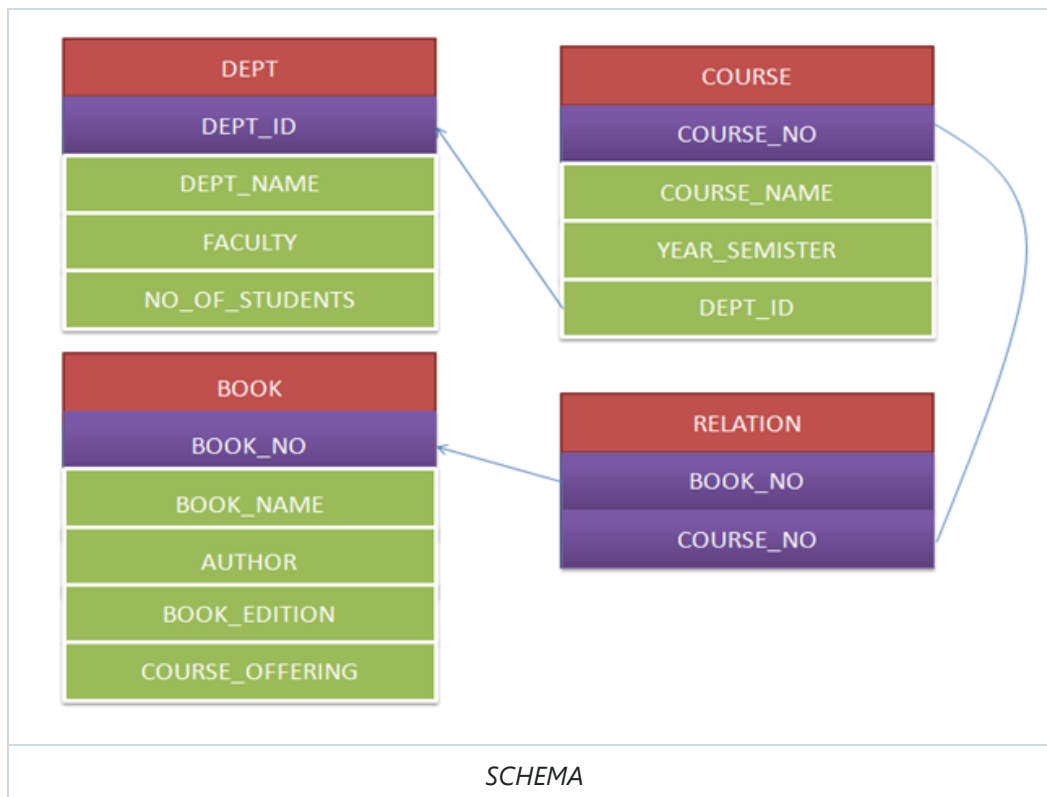 DEPT
DEPT_ID
DEPT_NAME
FACULTY
NO_OF_STUDENTS
COURSE
COURSE_NO
COURSE_NAME
YEAR_SEMISTER
DEPT_ID
BOOK
BOOK_NO
BOOK_NAME
AUTHOR
BOOK_EDITION
COURSE_OFFERING
RELATION
BOOK_NO
COURSE_NO
SCHEMA